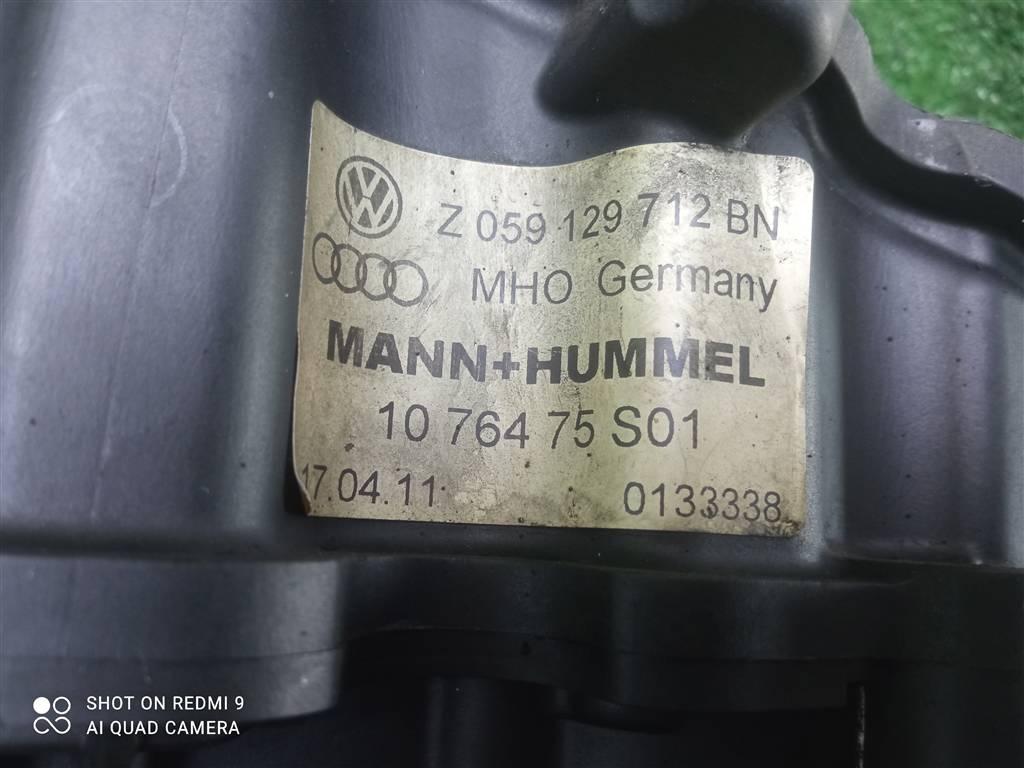 Z 059 129 712 BN
MHO Germany
MANN+HUMMEL
10 764 75 S01
17.04.11
0133338
SHOT ON REDMI 9
AI QUAD CAMERA